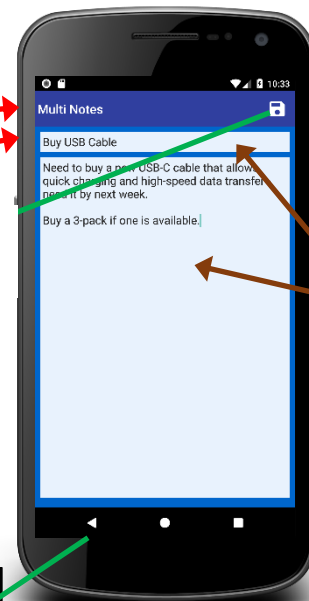 10:33
Multi Notes
Buy USB Cable
Need to buy a new USB-C cable that allows
quick charging and high-speed data transfer
need it by next week.
Buy a 3-pack if one is available.